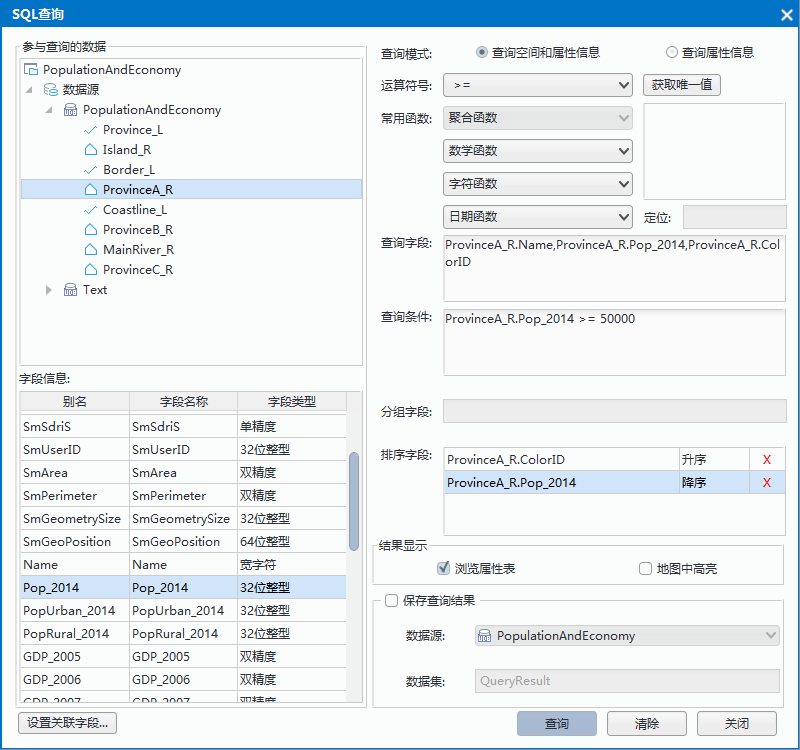 SQL查询
参与查询的数据
PopulationAndEconomy
数据源
PopulationAndEconomy
Province_L
Island_R
Border_L
ProvinceA_R
Coastline_L
ProvinceB_R
MainRiver_R
ProvinceC_R
Text
字段信息:
别名 字段名称 字段类型
SmSdriS SmSdriS 单精度
SmUserID SmUserID 32位整型
SmArea SmArea 双精度
SmPerimeter SmPerimeter 双精度
SmGeometrySize SmGeometrySize 32位整型
SmGeoPosition SmGeoPosition 64位整型
Name Name 宽字符
Pop_2014 Pop_2014 32位整型
PopUrban_2014 PopUrban_2014 32位整型
PopRural_2014 PopRural_2014 32位整型
GDP_2005 GDP_2005 双精度
GDP_2006 GDP_2006 双精度
GDP_2007 GDP_2007 双精度
设置关联字段...
查询模式: 查询空间和属性信息 查询属性信息
运算符号: >= 获取唯一值
常用函数: 聚合函数
数学函数
字符函数
日期函数 定位:
查询字段: ProvinceA_R.Name,ProvinceA_R.Pop_2014,ProvinceA_R.Col
orID
查询条件: ProvinceA_R.Pop_2014 >= 50000
分组字段:
排序字段: ProvinceA_R.ColorID 升序 X
ProvinceA_R.Pop_2014 降序 X
结果显示
浏览属性表 地图中高亮
保存查询结果
数据源: PopulationAndEconomy
数据集: QueryResult
查询 清除 关闭